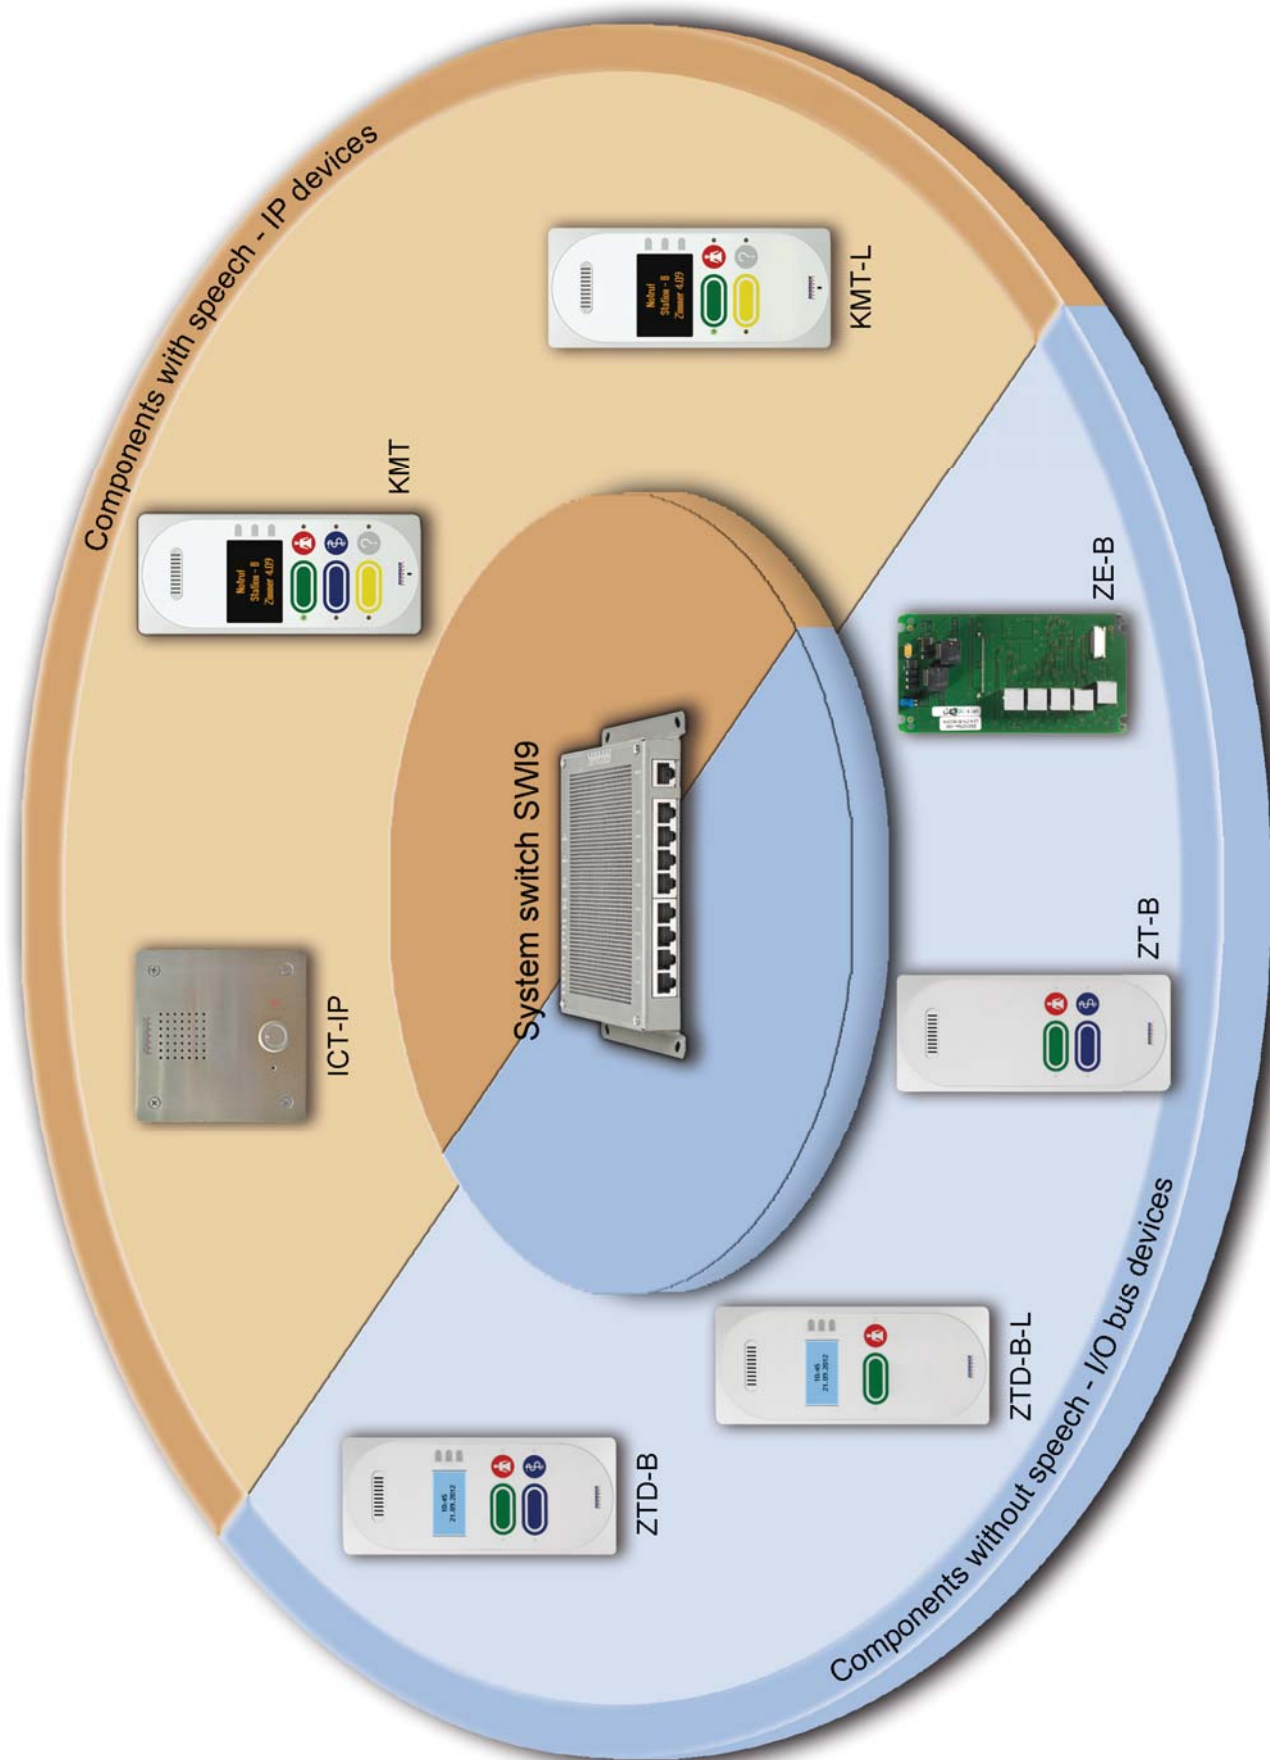 Components with speech - IP devices
ICT-IP
KMT
Notruf
Station - B
Zimmer 4.09
?
KMT-L
Notruf
Station - B
Zimmer 4.09
?
System switch SWI9
ZTD-B
10:45
21.09.2012
ZTD-B-L
10:45
21.09.2012
ZT-B
ZE-B
Components without speech - I/O bus devices